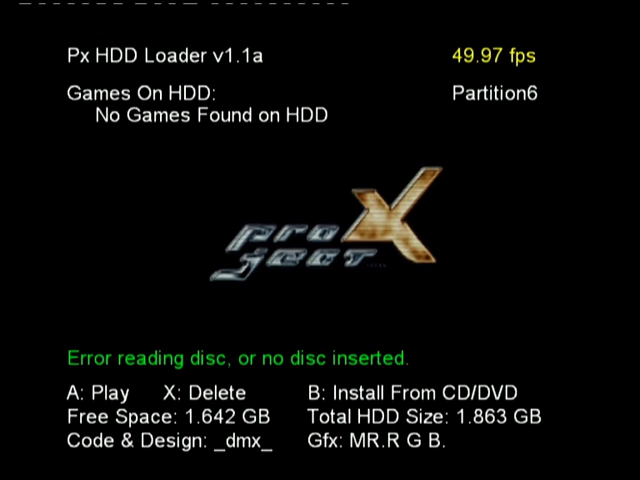 Px HDD Loader v1.1a 49.97 fps
Games On HDD: Partition6
No Games Found on HDD
pro X
ject
Error reading disc, or no disc inserted.
A: Play X: Delete B: Install From CD/DVD
Free Space: 1.642 GB Total HDD Size: 1.863 GB
Code & Design: _dmx_ Gfx: MR.R G B.